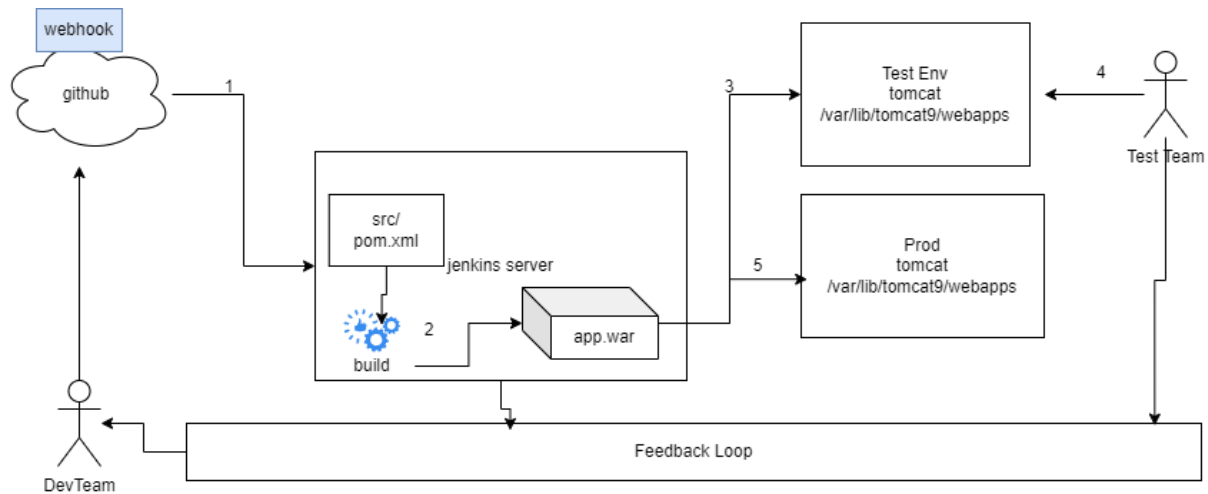 webhook
github
1
src/
pom.xml
jenkins server
2
build
app.war
3
Test Env
tomcat
/var/lib/tomcat9/webapps
4
Test Team
5
Prod
tomcat
/var/lib/tomcat9/webapps
Feedback Loop
DevTeam